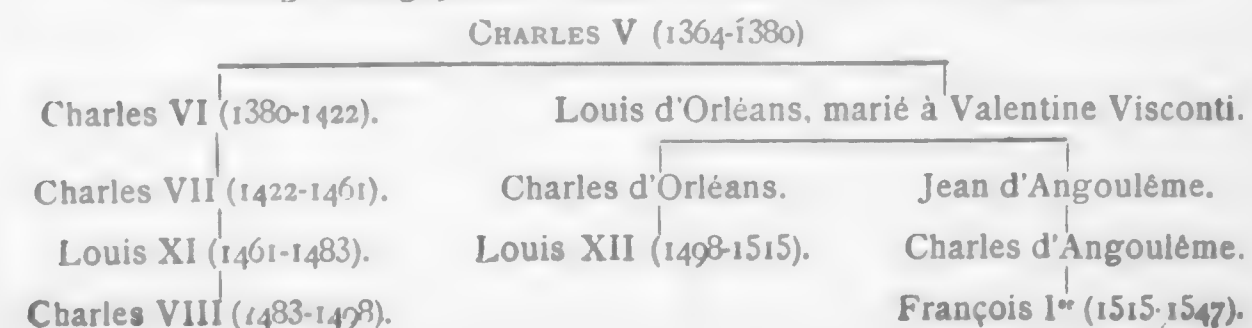 CHARLES V (1364-1380)
Charles VI (1380-1422). Louis d'Orléans, marié à Valentine Visconti.
Charles VII (1422-1461). Charles d'Orléans. Jean d'Angoulême.
Louis XI (1461-1483). Louis XII (1498-1515). Charles d'Angoulême.
Charles VIII (1483-1498). François Ier (1515-1547).